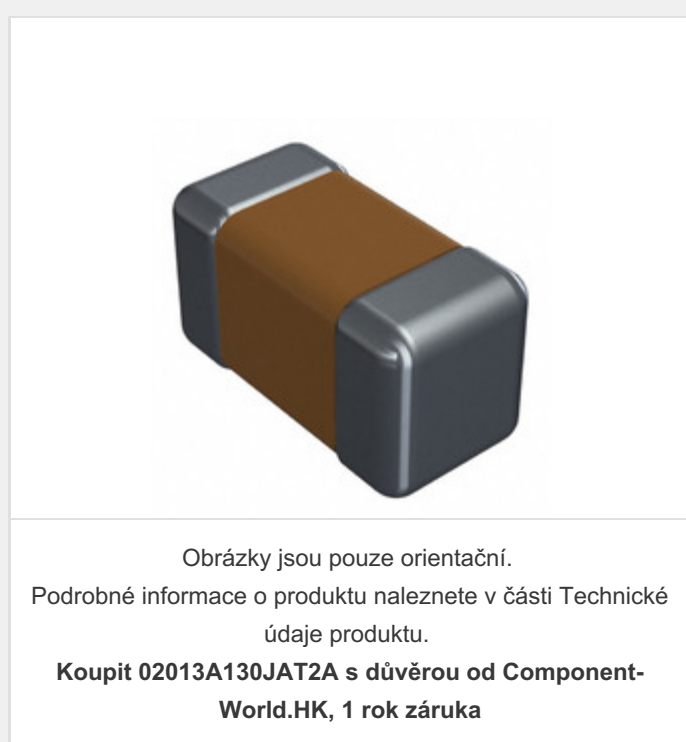 Obrázky jsou pouze orientační.
Podrobné informace o produktu naleznete v části Technické
údaje produktu.
Koupit 02013A130JAT2A s důvěrou od Component-
World.HK, 1 rok záruka